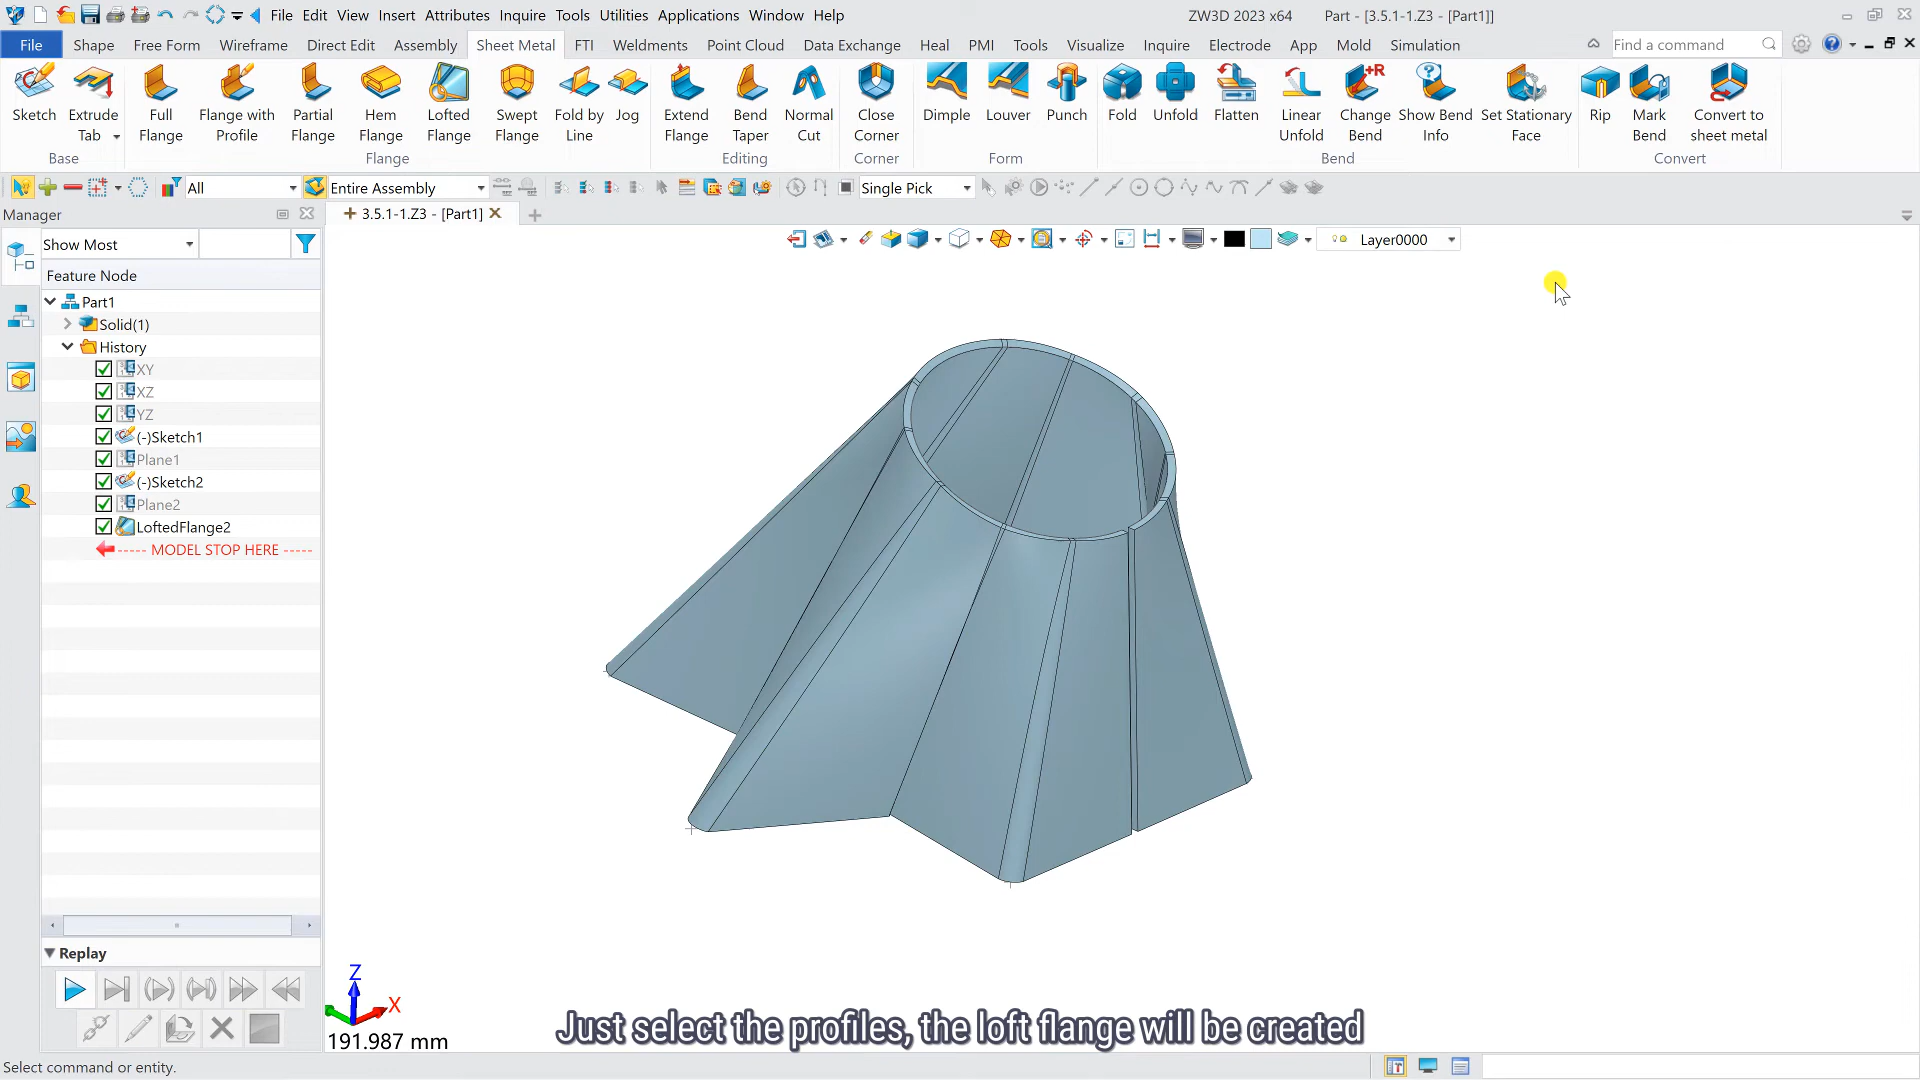 File Edit View Insert Attributes Inquire Tools Utilities Applications Window Help
ZW3D 2023 x64 Part - [3.5.1-1.Z3 - [Part1]]
File Shape Free Form Wireframe Direct Edit Assembly Sheet Metal FTI Weldments Point Cloud Data Exchange Heal PMI Tools Visualize Inquire Electrode App Mold Simulation Find a command
Sketch Extrude Tab Full Flange Flange with Profile Partial Flange Hem Flange Lofted Flange Swept Flange Fold by Line Jog Extend Flange Bend Taper Normal Cut Close Corner Dimple Louver Punch Fold Unfold Flatten Linear Unfold Change Bend Show Bend Info Set Stationary Face Rip Mark Bend Convert to sheet metal
Base Flange Editing Corner Form Bend Convert
All Entire Assembly Single Pick
Manager
3.5.1-1.Z3 - [Part1]
Show Most
Layer0000
Feature Node
Part1
Solid(1)
History
XY
XZ
YZ
(-)Sketch1
Plane1
(-)Sketch2
Plane2
LoftedFlange2
----- MODEL STOP HERE -----
Replay
Z
X
191.987 mm
Just select the profiles, the loft flange will be created
Select command or entity.